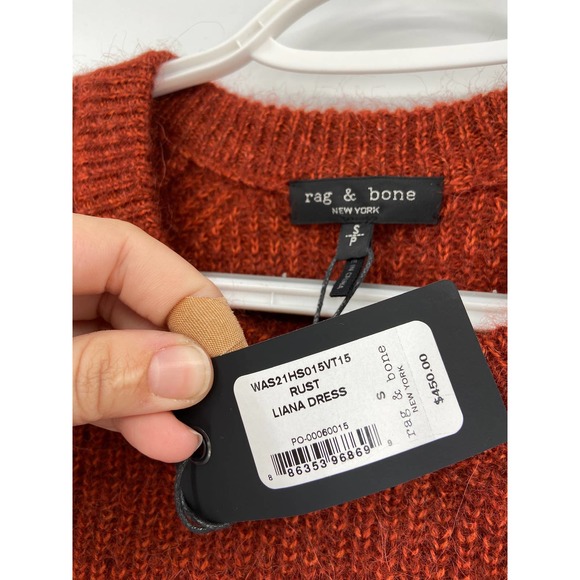 rag & bone
NEW YORK
S
P
WAS21HS015VT15
RUST
LIANA DRESS
PO-00060015
8 86353 96869 8
S
rag & bone
NEW YORK
$450.00